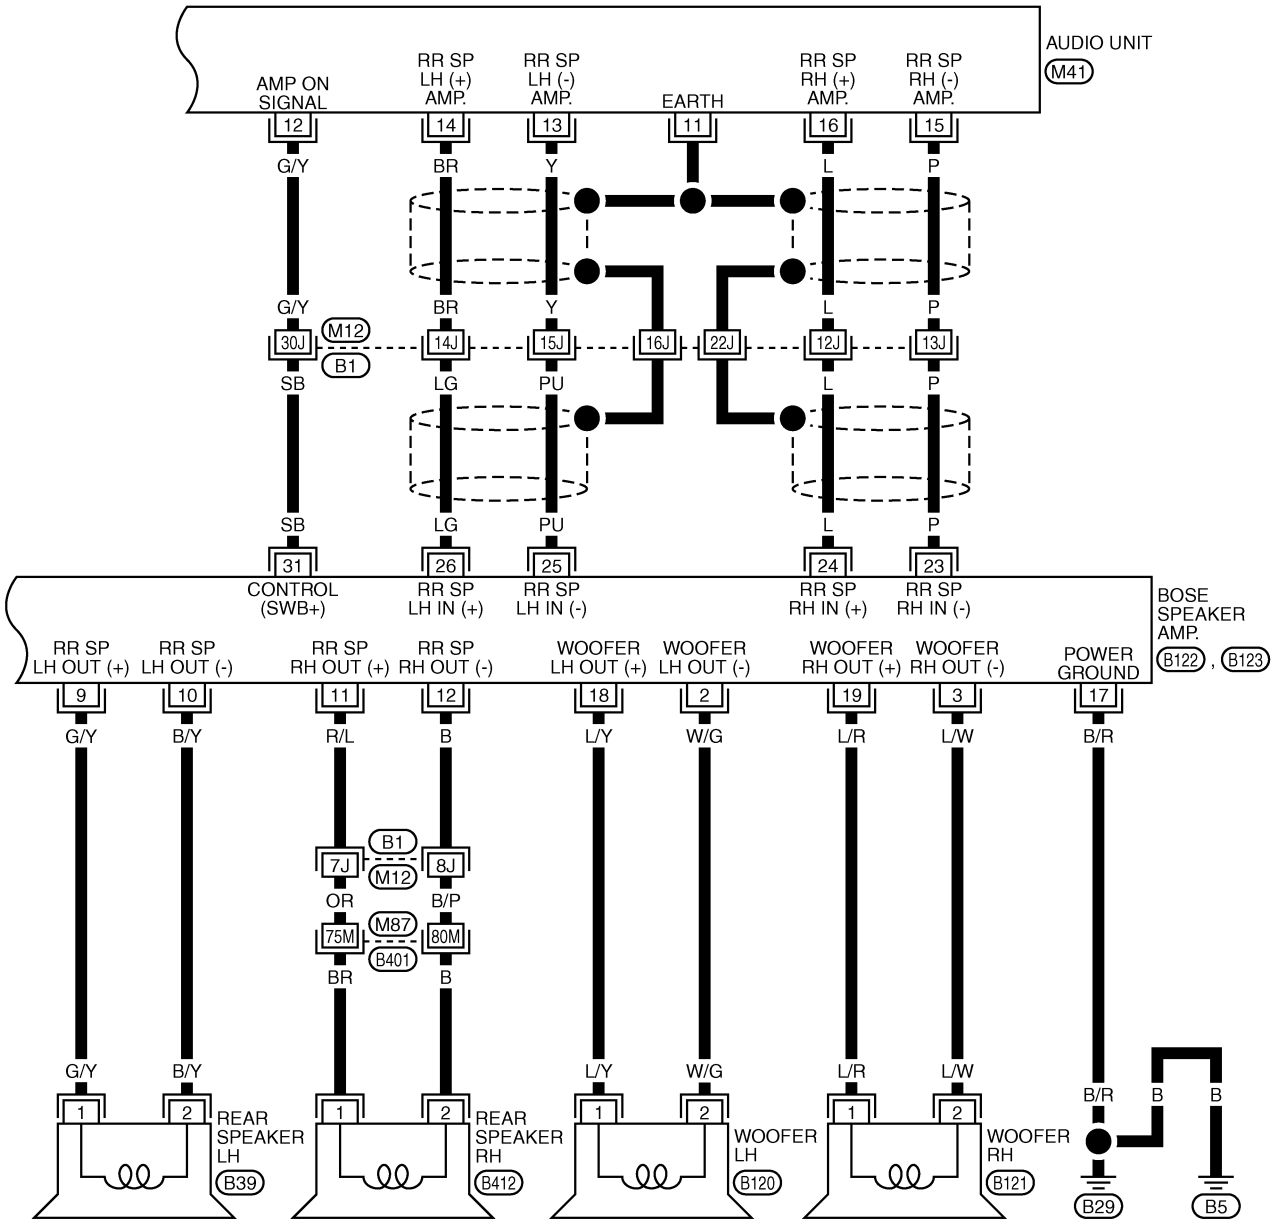 AUDIO UNIT
M41
AMP ON
SIGNAL
RR SP
LH (+)
AMP.
RR SP
LH (-)
AMP.
EARTH
RR SP
RH (+)
AMP.
RR SP
RH (-)
AMP.
12 14 13 11 16 15
G/Y BR Y L P
G/Y BR Y L P
30J M12 14J 15J 16J 22J 12J 13J
B1
SB LG PU L P
SB LG PU L P
31 26 25 24 23
CONTROL
(SWB+)
RR SP
LH IN (+)
RR SP
LH IN (-)
RR SP
RH IN (+)
RR SP
RH IN (-)
BOSE
SPEAKER
AMP.
B122 , B123
RR SP
LH OUT (+)
RR SP
LH OUT (-)
RR SP
RH OUT (+)
RR SP
RH OUT (-)
WOOFER
LH OUT (+)
WOOFER
LH OUT (-)
WOOFER
RH OUT (+)
WOOFER
RH OUT (-)
POWER
GROUND
9 10 11 12 18 2 19 3 17
G/Y B/Y R/L B L/Y W/G L/R L/W B/R
B1
7J 8J
M12
OR B/P
M87
75M 80M
B401
BR B
G/Y B/Y L/Y W/G L/R L/W
B/R B B
1 2 1 2 1 2 1 2
REAR
SPEAKER
LH
B39
REAR
SPEAKER
RH
B412
WOOFER
LH
B120
WOOFER
RH
B121
B29 B5